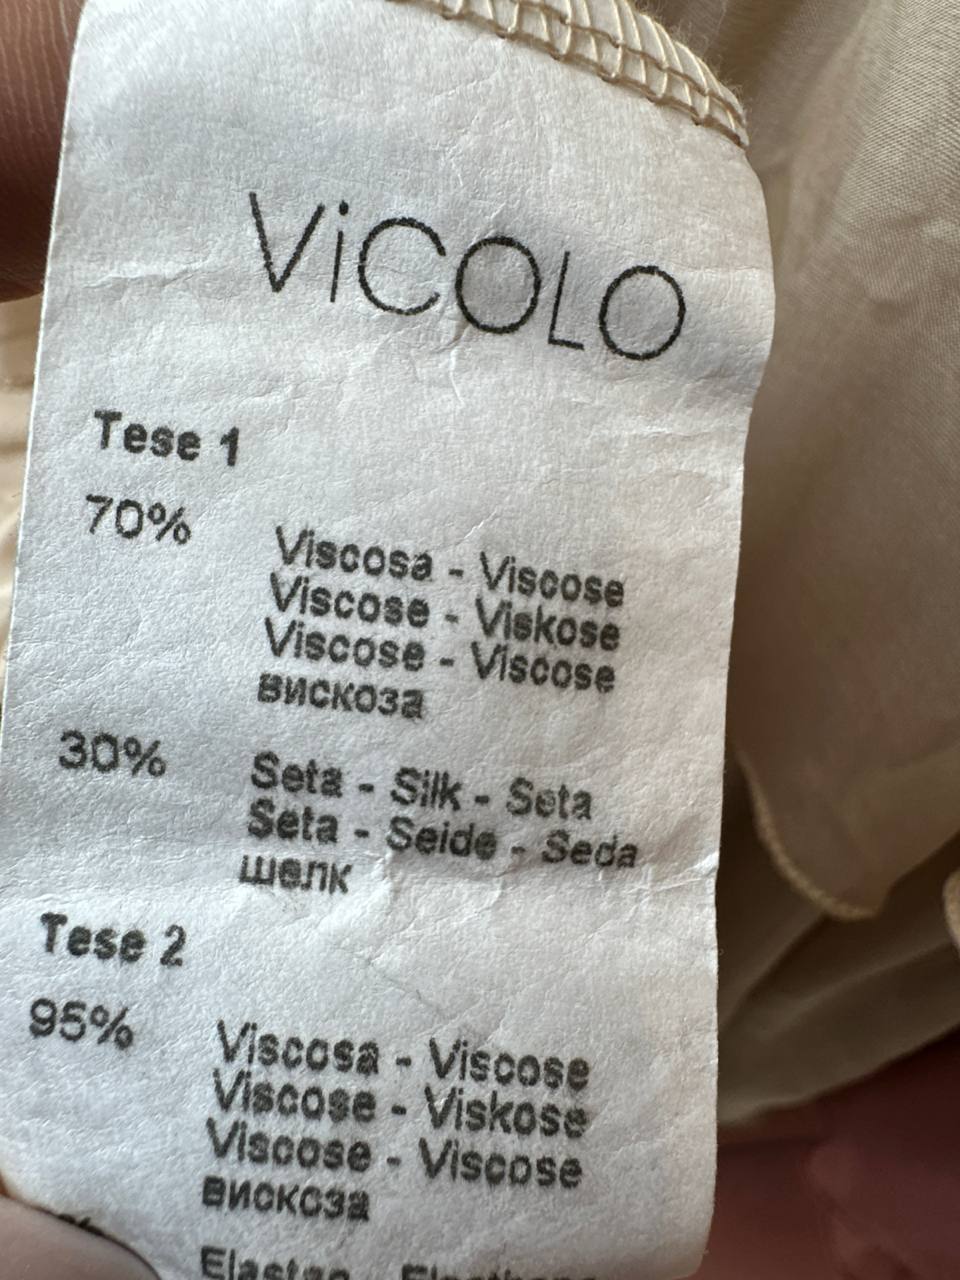 ViCOLO
Tese 1
70%
Viscosa - Viscose
Viscose - Viskose
Viscose - Viscose
вискоза
30%
Seta - Silk - Seta
Seta - Seide - Seda
шелк
Tese 2
95%
Viscosa - Viscose
Viscose - Viskose
Viscose - Viscose
вискоза
Elastan -